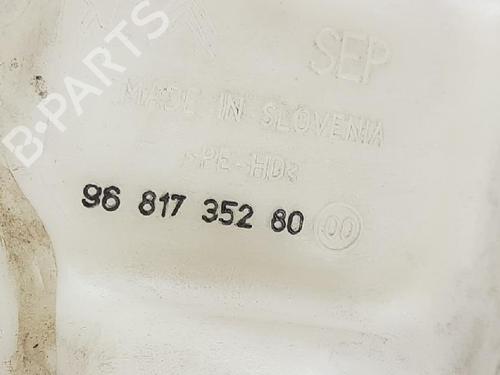 B-PARTS
SEP
MADE IN SLOVENIA
>PE-HD<
96 817 352 80 00